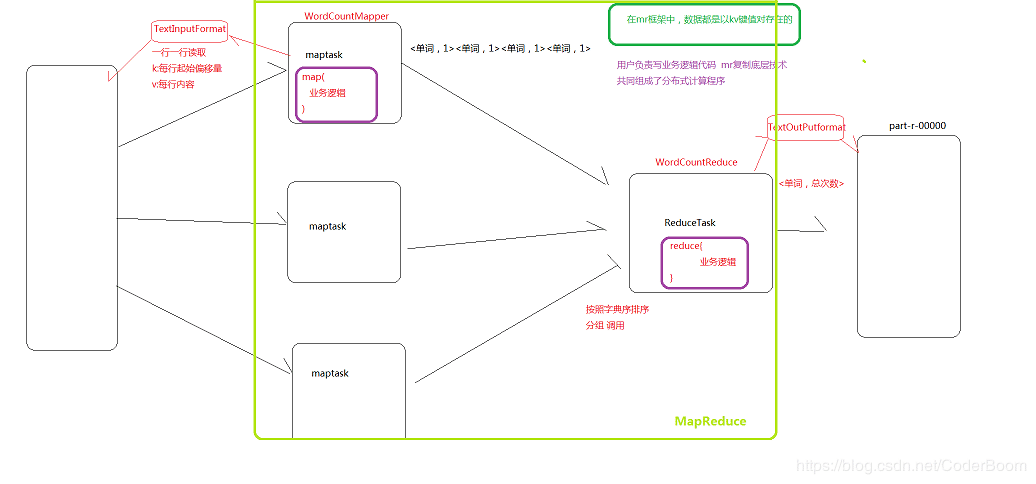 WordCountMapper
TextInputFormat
一行一行读取
k:每行起始偏移量
v:每行内容
maptask
map(
业务逻辑
)
<单词，1><单词，1><单词，1><单词，1>
在mr框架中，数据都是以kv键值对存在的
用户负责写业务逻辑代码 mr复制底层技术
共同组成了分布式计算程序
TextOutPutformat
part-r-00000
WordCountReduce
<单词，总次数>
maptask
ReduceTask
reduce(
业务逻辑
}
按照字典序排序
分组 调用
maptask
MapReduce
https://blog.csdn.net/CoderBoom